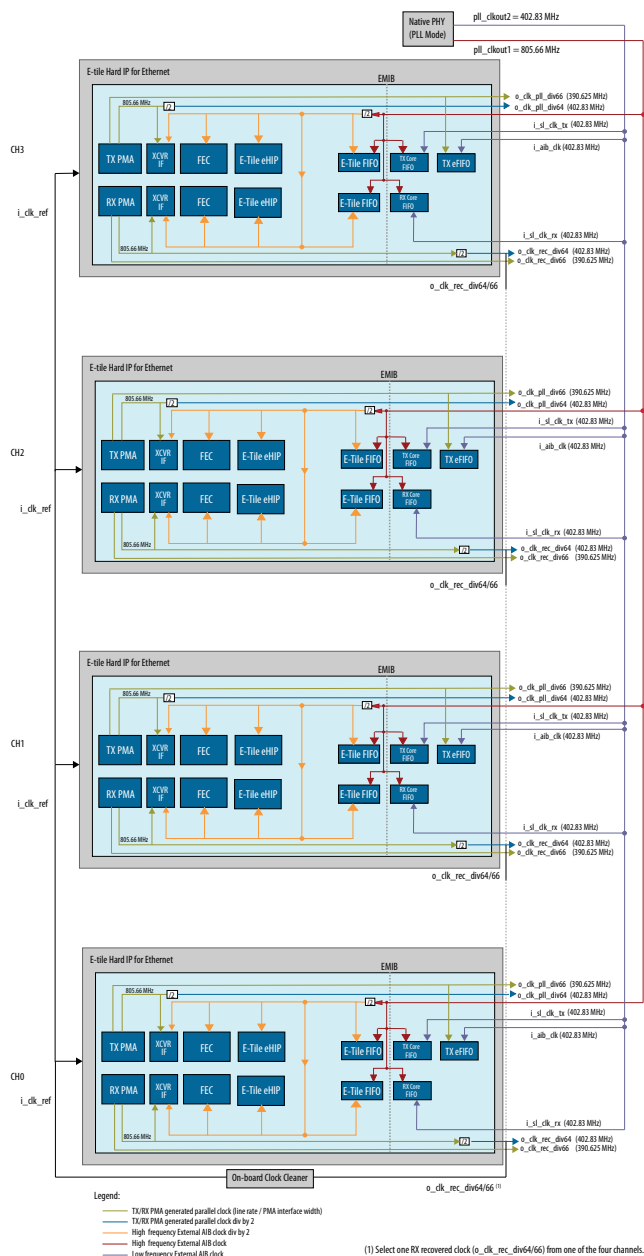 Native PHY
(PLL Mode)
pll_clkout2 = 402.83 MHz
pll_clkout1 = 805.66 MHz
E-tile Hard IP for Ethernet
EMIB
805.66 MHz
/2
/2
o_clk_pll_div66 (390.625 MHz)
o_clk_pll_div64 (402.83 MHz)
i_sl_clk_tx (402.83 MHz)
i_aib_clk (402.83 MHz)
CH3
TX PMA
XCVR
IF
FEC
E-Tile eHIP
E-Tile FIFO
TX Core
FIFO
TX eFIFO
RX PMA
XCVR
IF
FEC
E-Tile eHIP
E-Tile FIFO
RX Core
FIFO
i_clk_ref
i_sl_clk_rx (402.83 MHz)
805.66 MHz
/2
o_clk_rec_div64 (402.83 MHz)
o_clk_rec_div66 (390.625 MHz)
o_clk_rec_div64/66
E-tile Hard IP for Ethernet
EMIB
805.66 MHz
/2
/2
o_clk_pll_div66 (390.625 MHz)
o_clk_pll_div64 (402.83 MHz)
i_sl_clk_tx (402.83 MHz)
i_aib_clk (402.83 MHz)
CH2
TX PMA
XCVR
IF
FEC
E-Tile eHIP
E-Tile FIFO
TX Core
FIFO
TX eFIFO
RX PMA
XCVR
IF
FEC
E-Tile eHIP
E-Tile FIFO
RX Core
FIFO
i_clk_ref
i_sl_clk_rx (402.83 MHz)
805.66 MHz
/2
o_clk_rec_div64 (402.83 MHz)
o_clk_rec_div66 (390.625 MHz)
o_clk_rec_div64/66
E-tile Hard IP for Ethernet
EMIB
805.66 MHz
/2
/2
o_clk_pll_div66 (390.625 MHz)
o_clk_pll_div64 (402.83 MHz)
i_sl_clk_tx (402.83 MHz)
i_aib_clk (402.83 MHz)
CH1
TX PMA
XCVR
IF
FEC
E-Tile eHIP
E-Tile FIFO
TX Core
FIFO
TX eFIFO
RX PMA
XCVR
IF
FEC
E-Tile eHIP
E-Tile FIFO
RX Core
FIFO
i_clk_ref
i_sl_clk_rx (402.83 MHz)
805.66 MHz
/2
o_clk_rec_div64 (402.83 MHz)
o_clk_rec_div66 (390.625 MHz)
o_clk_rec_div64/66
E-tile Hard IP for Ethernet
EMIB
805.66 MHz
/2
/2
o_clk_pll_div66 (390.625 MHz)
o_clk_pll_div64 (402.83 MHz)
i_sl_clk_tx (402.83 MHz)
i_aib_clk (402.83 MHz)
CH0
TX PMA
XCVR
IF
FEC
E-Tile eHIP
E-Tile FIFO
TX Core
FIFO
TX eFIFO
RX PMA
XCVR
IF
FEC
E-Tile eHIP
E-Tile FIFO
RX Core
FIFO
i_clk_ref
i_sl_clk_rx (402.83 MHz)
805.66 MHz
/2
o_clk_rec_div64 (402.83 MHz)
o_clk_rec_div66 (390.625 MHz)
On-board Clock Cleaner
o_clk_rec_div64/66 (1)
Legend:
TX/RX PMA generated parallel clock (line rate / PMA interface width)
TX/RX PMA generated parallel clock div by 2
High frequency External AIB clock div by 2
High frequency External AIB clock
Low frequency External AIB clock
(1) Select one RX recovered clock (o_clk_rec_div64/66) from one of the four channels